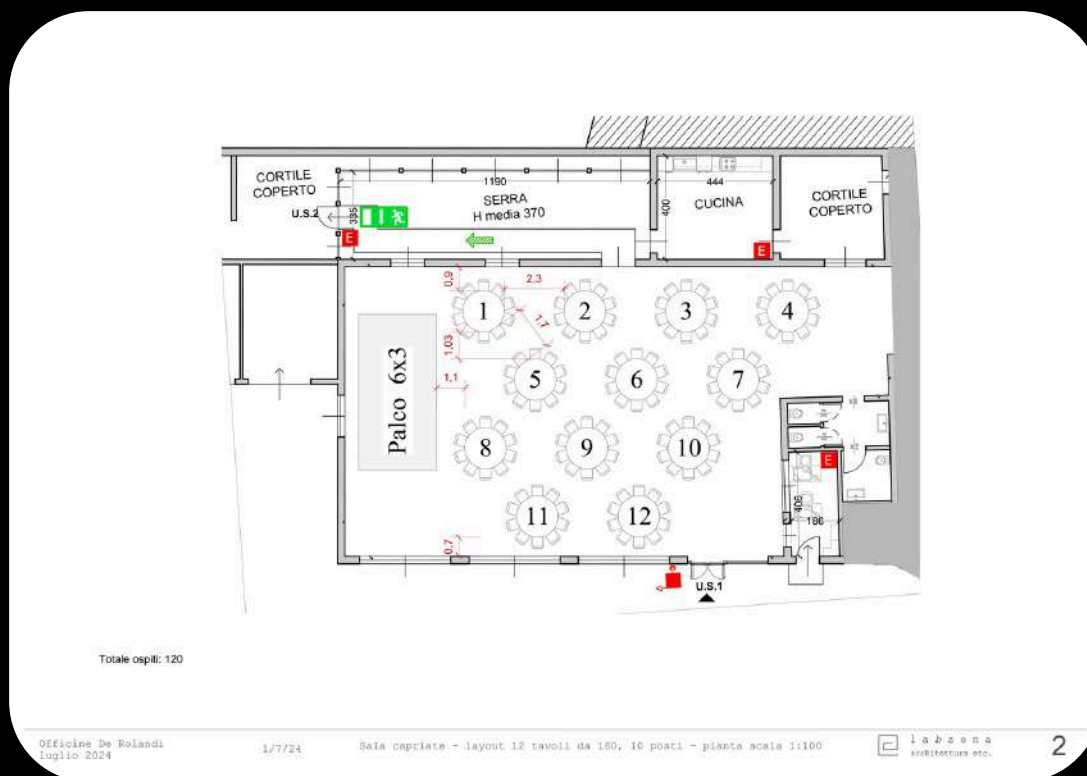 CORTILE
COPERTO
U.S.2
335
1190
SERRA
H media 370
E
400
444
CUCINA
E
CORTILE
COPERTO
0,9
2,3
1
2
3
4
1,7
1,03
1,1
Palco 6x3
5
6
7
8
9
10
E
406
186
11
12
0,7
U.S.1
Totale ospiti: 120
Officine De Rolandi
luglio 2024
1/7/24
Sala capriate - layout 12 tavoli da 160, 10 posti - pianta scala 1:100
labzona
architettura etc.
2